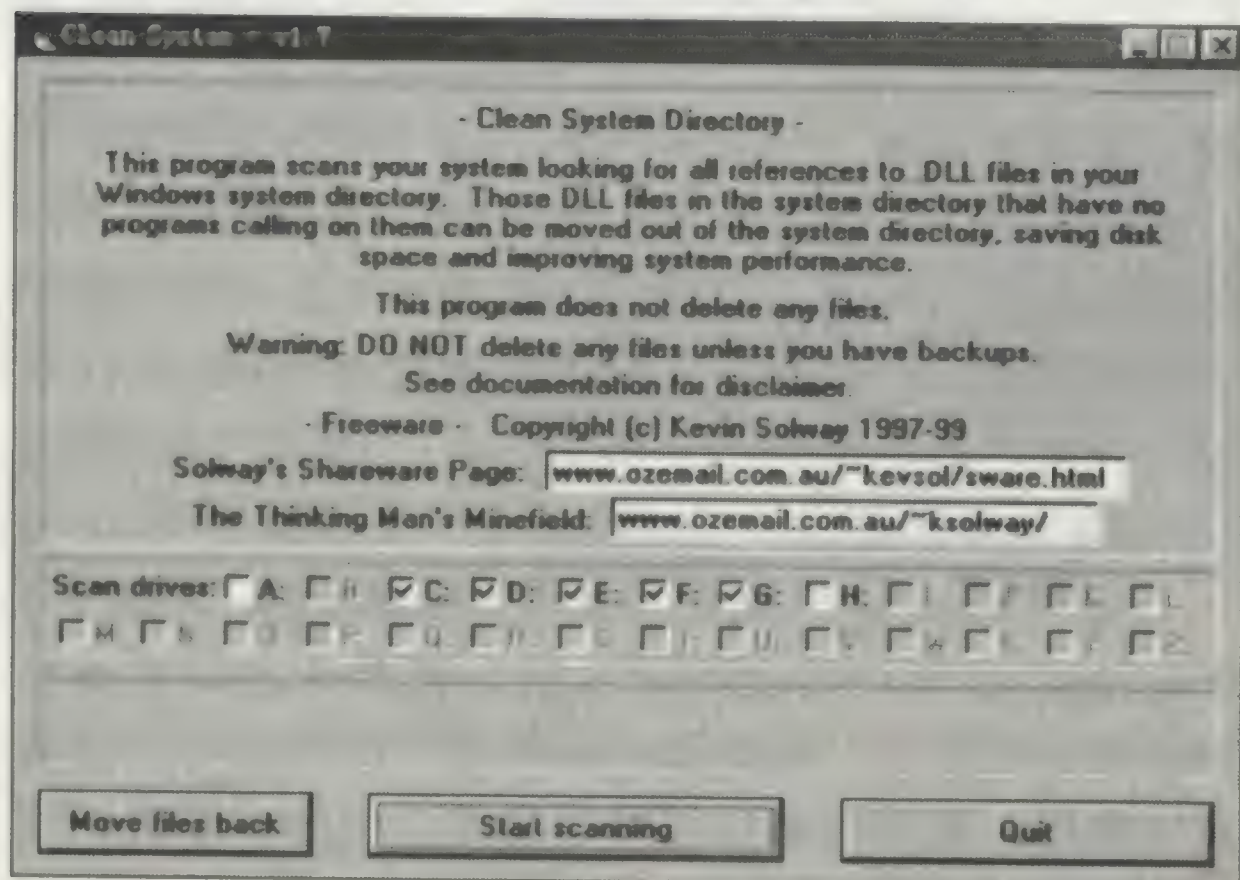 Clean System - v1.7
- Clean System Directory -
This program scans your system looking for all references to DLL files in your
Windows system directory. Those DLL files in the system directory that have no
programs calling on them can be moved out of the system directory, saving disk
space and improving system performance.
This program does not delete any files.
Warning: DO NOT delete any files unless you have backups.
See documentation for disclaimer.
- Freeware - Copyright (c) Kevin Solway 1997-99
Solway's Shareware Page: www.ozemail.com.au/~kevsol/sware.html
The Thinking Man's Minefield: www.ozemail.com.au/~ksolway/
Scan drives: A: C: D: E: F: G: H:
M N O P Q U
Move files back
Start scanning
Quit